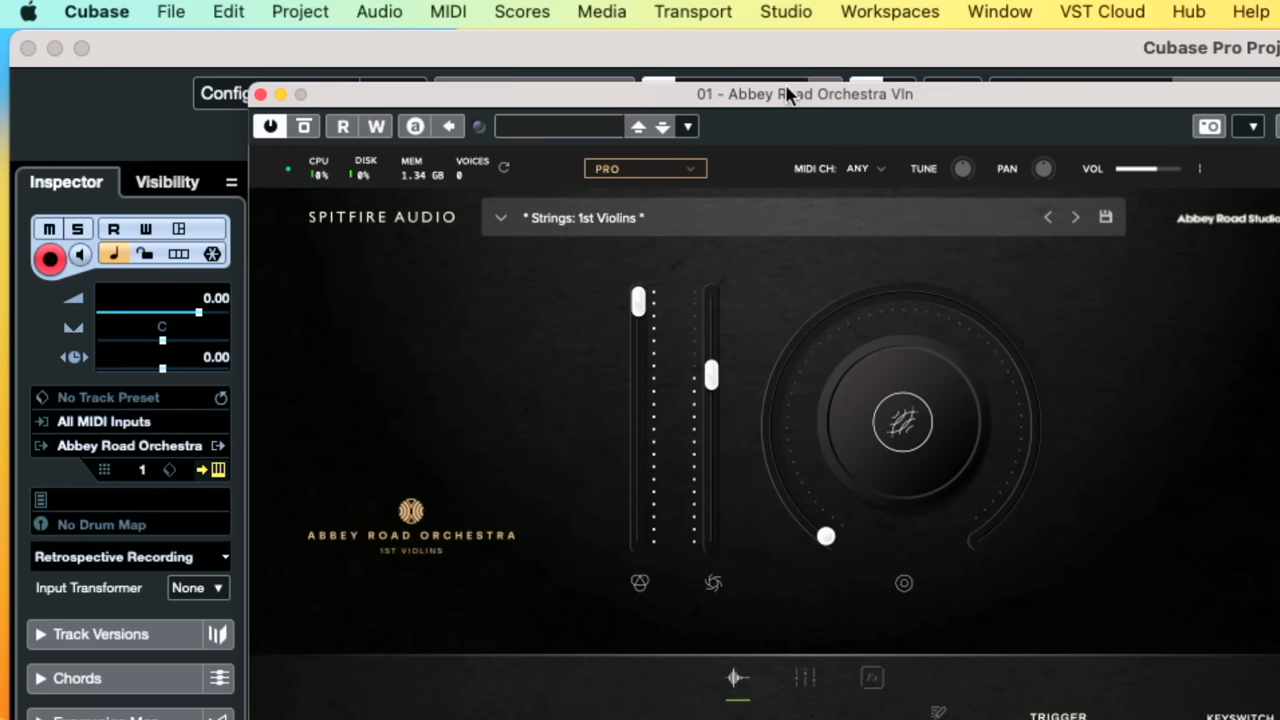 Cubase File Edit Project Audio MIDI Scores Media Transport Studio Workspaces Window VST Cloud Hub Help
Cubase Pro Proj
Config
01 - Abbey Road Orchestra Vln
R W a
Inspector Visibility
CPU DISK MEM VOICES
0% 0% 1.34 GB 0
PRO
MIDI CH: ANY TUNE PAN VOL
SPITFIRE AUDIO
* Strings: 1st Violins *
Abbey Road Studio
M S R W
0.00
C
0.00
No Track Preset
All MIDI Inputs
Abbey Road Orchestra
1
No Drum Map
ABBEY ROAD ORCHESTRA
1ST VIOLINS
Retrospective Recording
Input Transformer None
Track Versions
Chords
Fx
TRIGGER
KEYSWITCH